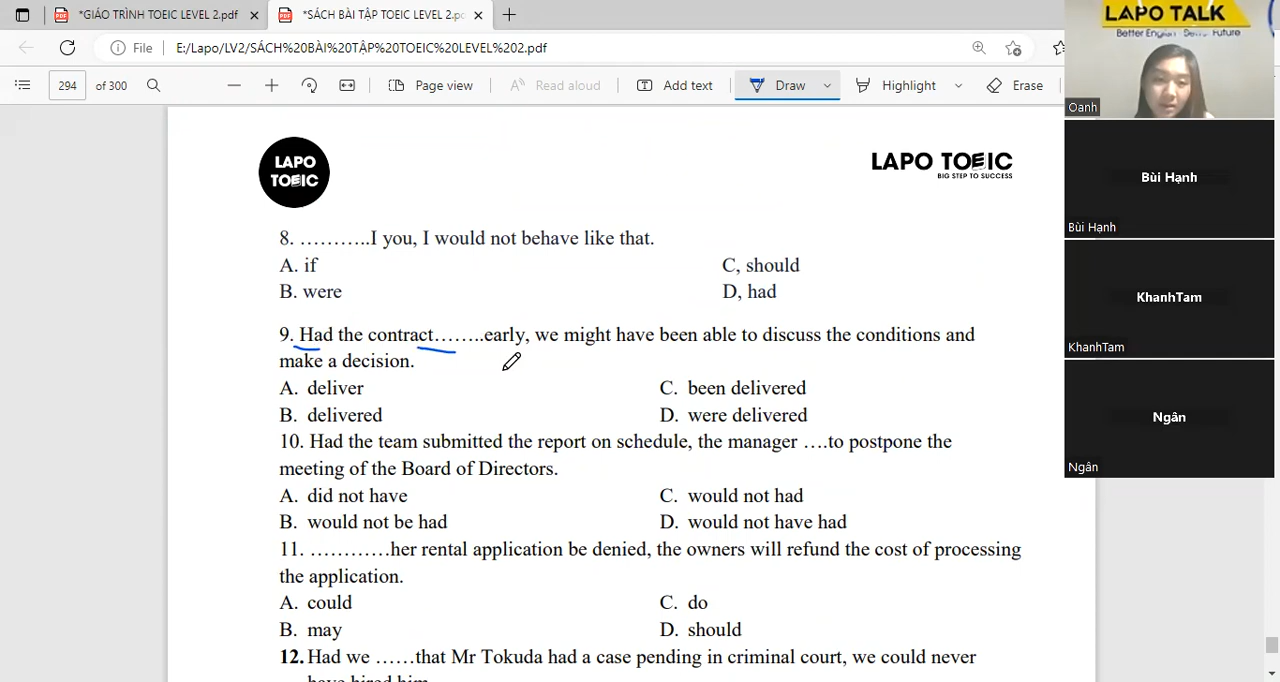 *GIÁO TRÌNH TOEIC LEVEL 2.pdf
*SÁCH BÀI TẬP TOEIC LEVEL 2.pd
File
E:/Lapo/LV2/SÁCH%20BÀI%20TẬP%20TOEIC%20LEVEL%202.pdf
294 of 300
Page view
Read aloud
Add text
Draw
Highlight
Erase
LAPO TALK
Oanh
Bùi Hạnh
Bùi Hạnh
KhanhTam
KhanhTam
Ngân
Ngân
LAPO
TOEIC
LAPO TOEIC
BIG STEP TO SUCCESS
8. ………..I you, I would not behave like that.
A. if
C, should
B. were
D, had
9. Had the contract……..early, we might have been able to discuss the conditions and
make a decision.
A. deliver
C. been delivered
B. delivered
D. were delivered
10. Had the team submitted the report on schedule, the manager ….to postpone the
meeting of the Board of Directors.
A. did not have
C. would not had
B. would not be had
D. would not have had
11. …………her rental application be denied, the owners will refund the cost of processing
the application.
A. could
C. do
B. may
D. should
12. Had we ……that Mr Tokuda had a case pending in criminal court, we could never
have hired him